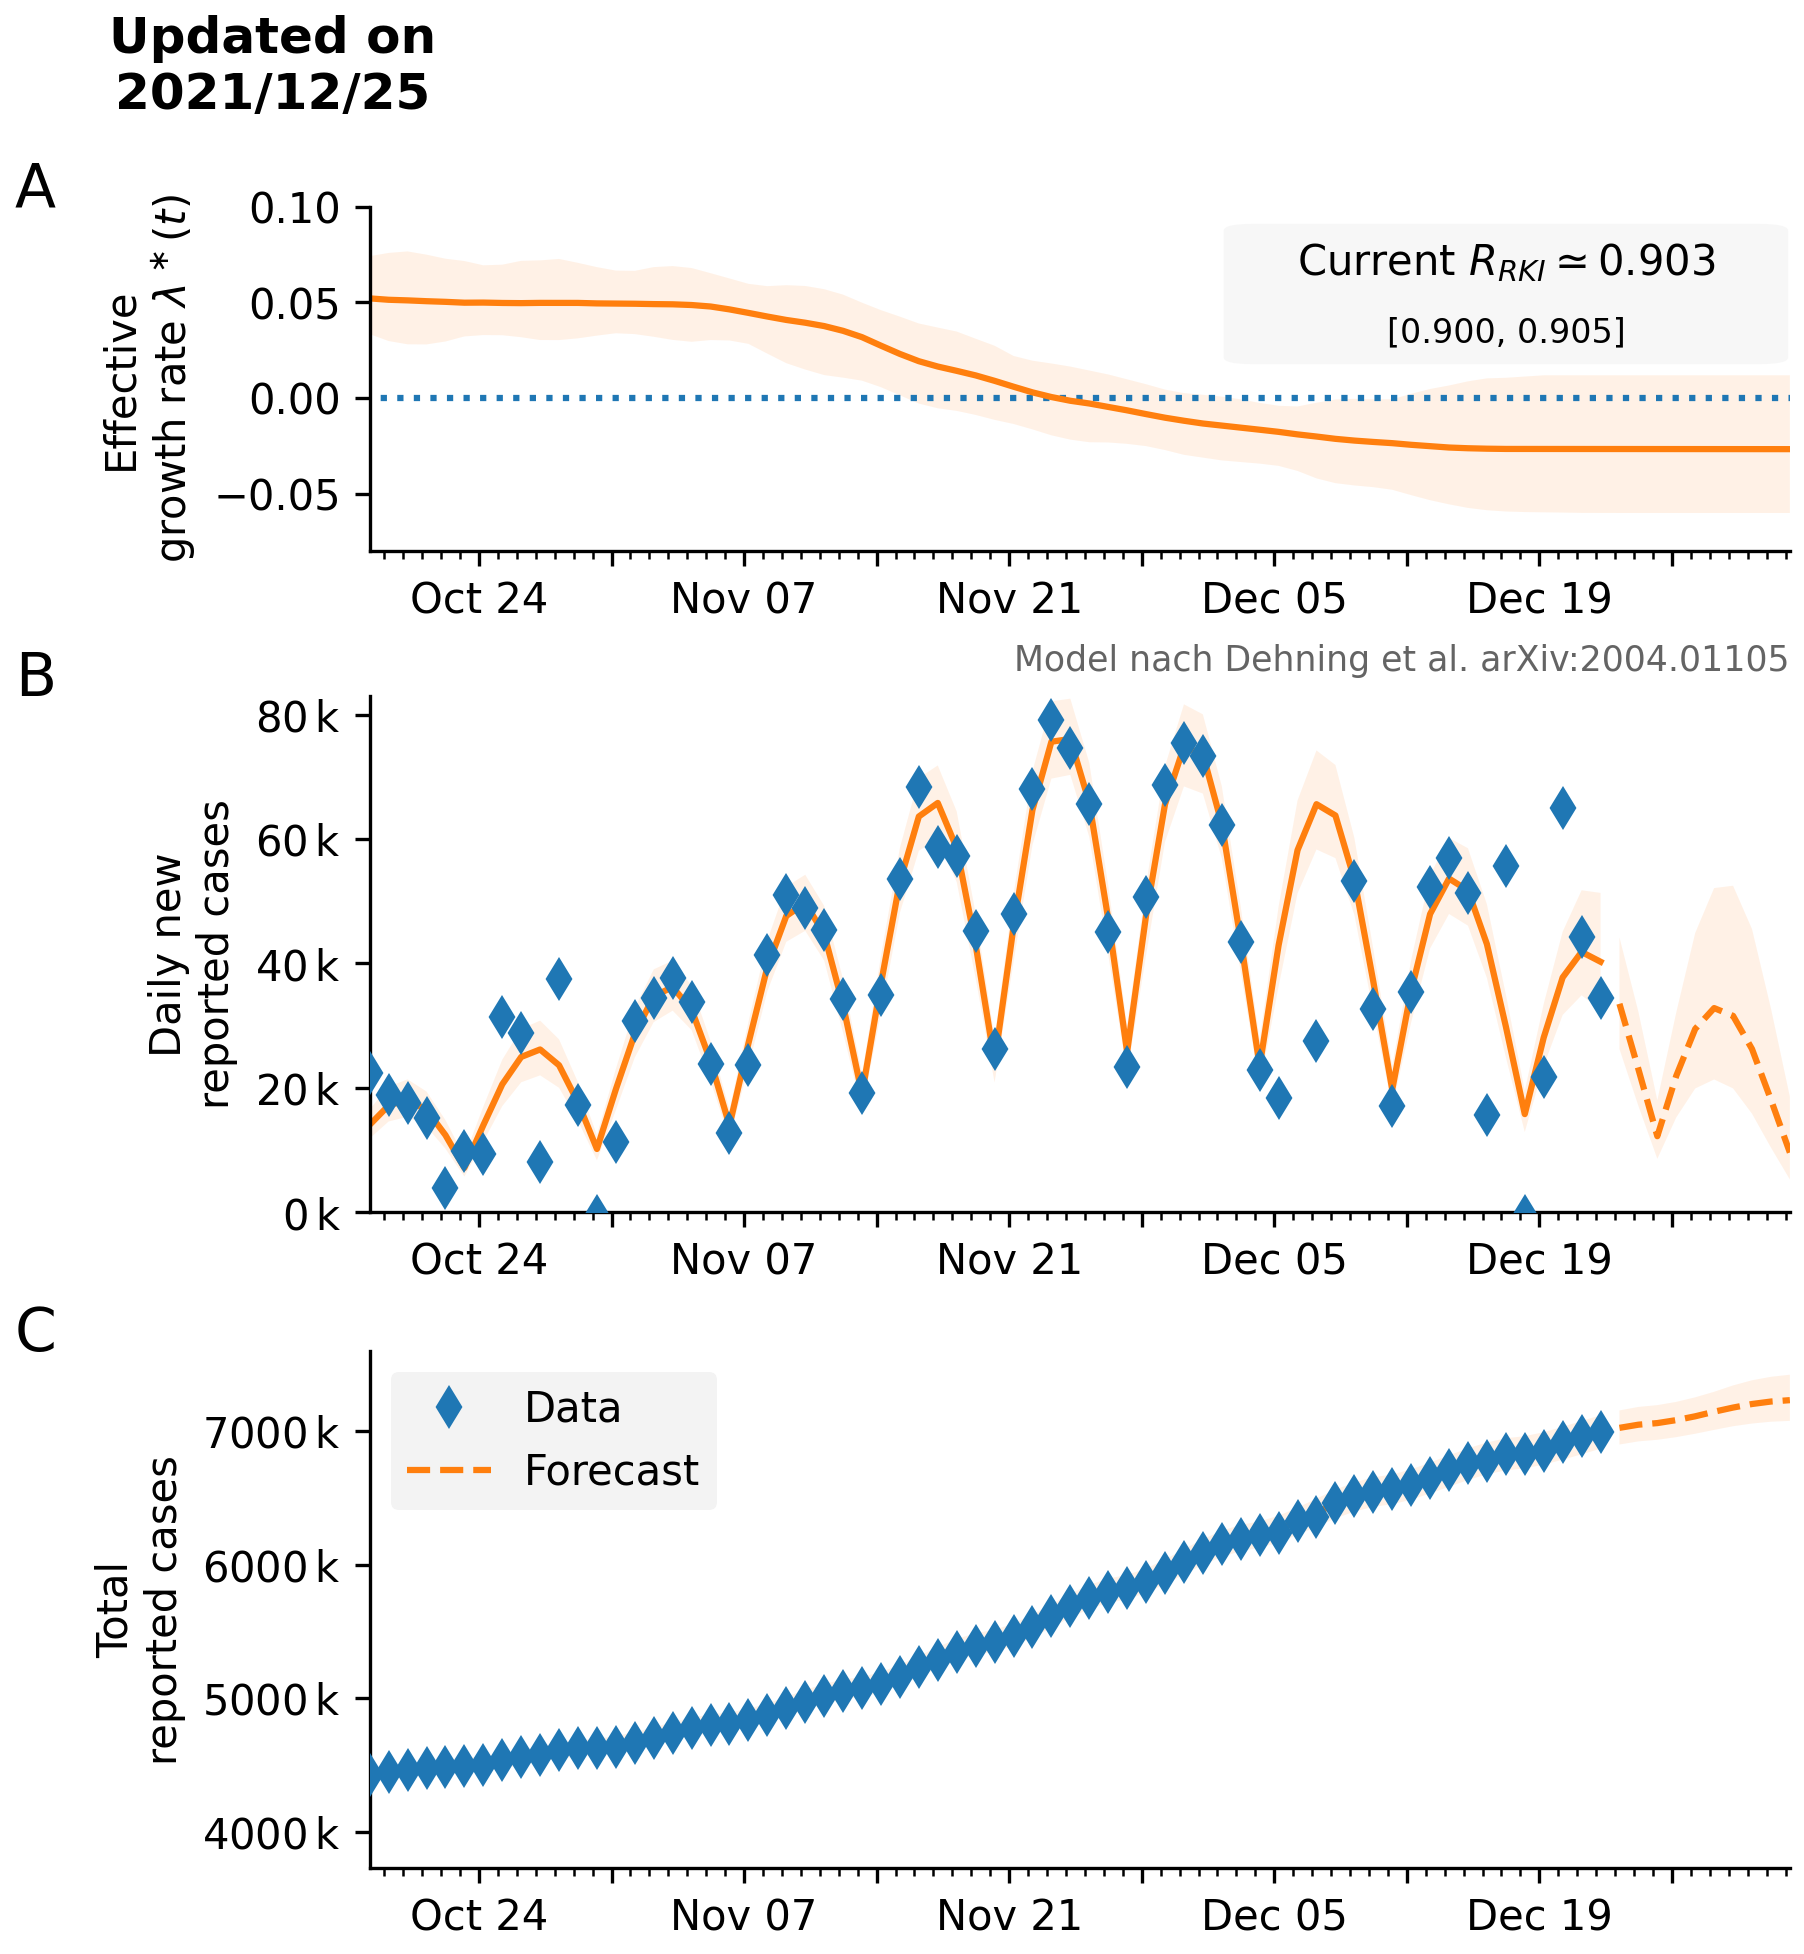 Updated on
2021/12/25
A
Effective
growth rate λ * (t)
0.10
0.05
0.00
−0.05
Current R_RKI ≃ 0.903
[0.900, 0.905]
Oct 24 Nov 07 Nov 21 Dec 05 Dec 19
Model nach Dehning et al. arXiv:2004.01105
B
Daily new
reported cases
80 k
60 k
40 k
20 k
0 k
Oct 24 Nov 07 Nov 21 Dec 05 Dec 19
C
Total
reported cases
7000 k
6000 k
5000 k
4000 k
Data
Forecast
Oct 24 Nov 07 Nov 21 Dec 05 Dec 19